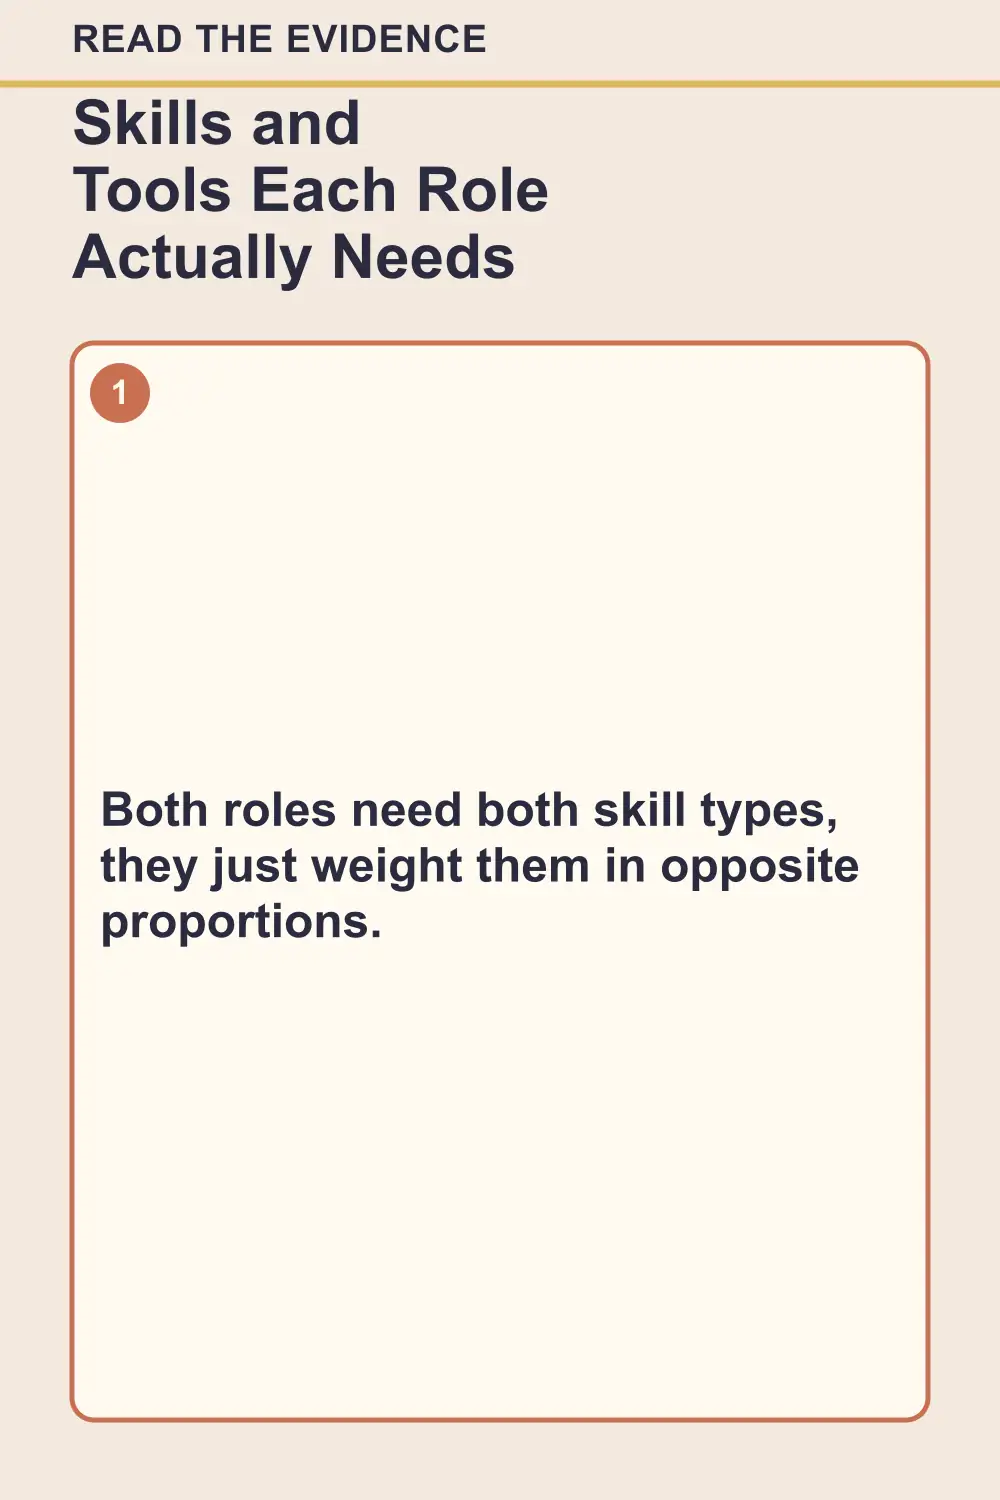 READ THE EVIDENCE
Skills and
Tools Each Role
Actually Needs
1
Both roles need both skill types,
they just weight them in opposite
proportions.